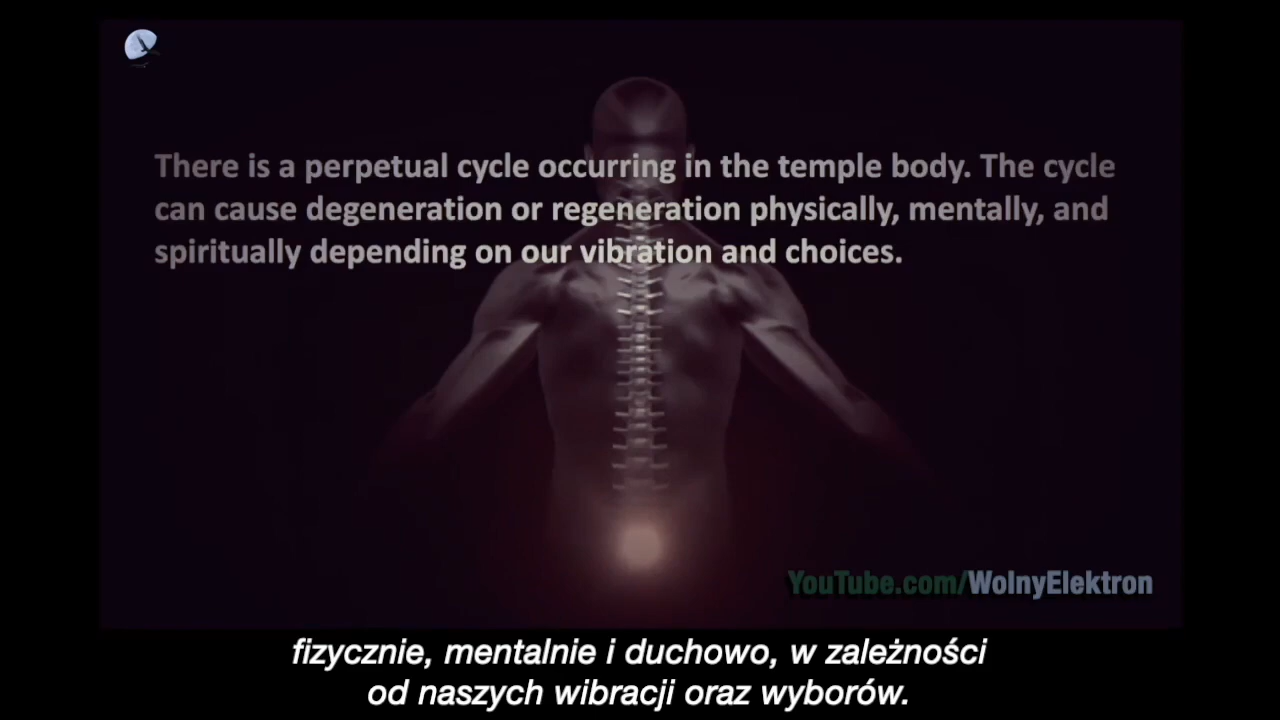 There is a perpetual cycle occurring in the temple body. The cycle
can cause degeneration or regeneration physically, mentally, and
spiritually depending on our vibration and choices.
YouTube.com/WolnyElektron
fizycznie, mentalnie i duchowo, w zależności
od naszych wibracji oraz wyborów.